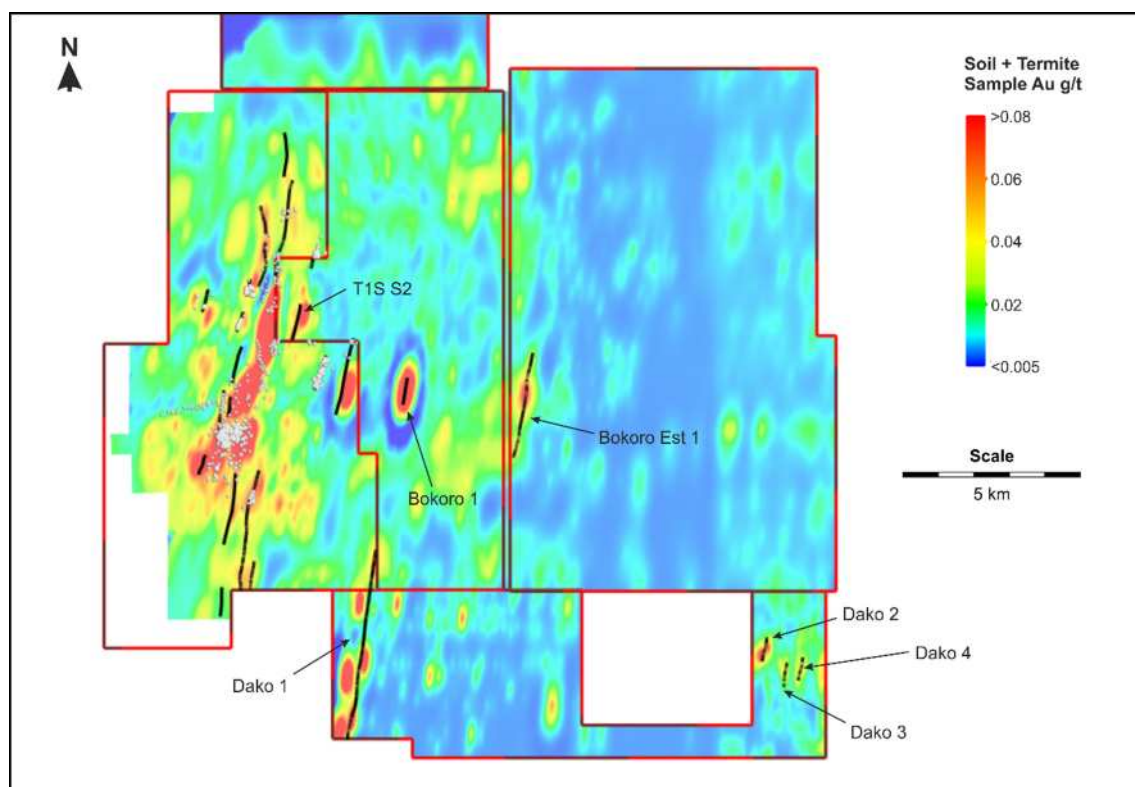 N
Soil + Termite
Sample Au g/t
>0.08
0.06
0.04
0.02
<0.005
T1S S2
Bokoro Est 1
Bokoro 1
Scale
5 km
Dako 2
Dako 4
Dako 1
Dako 3